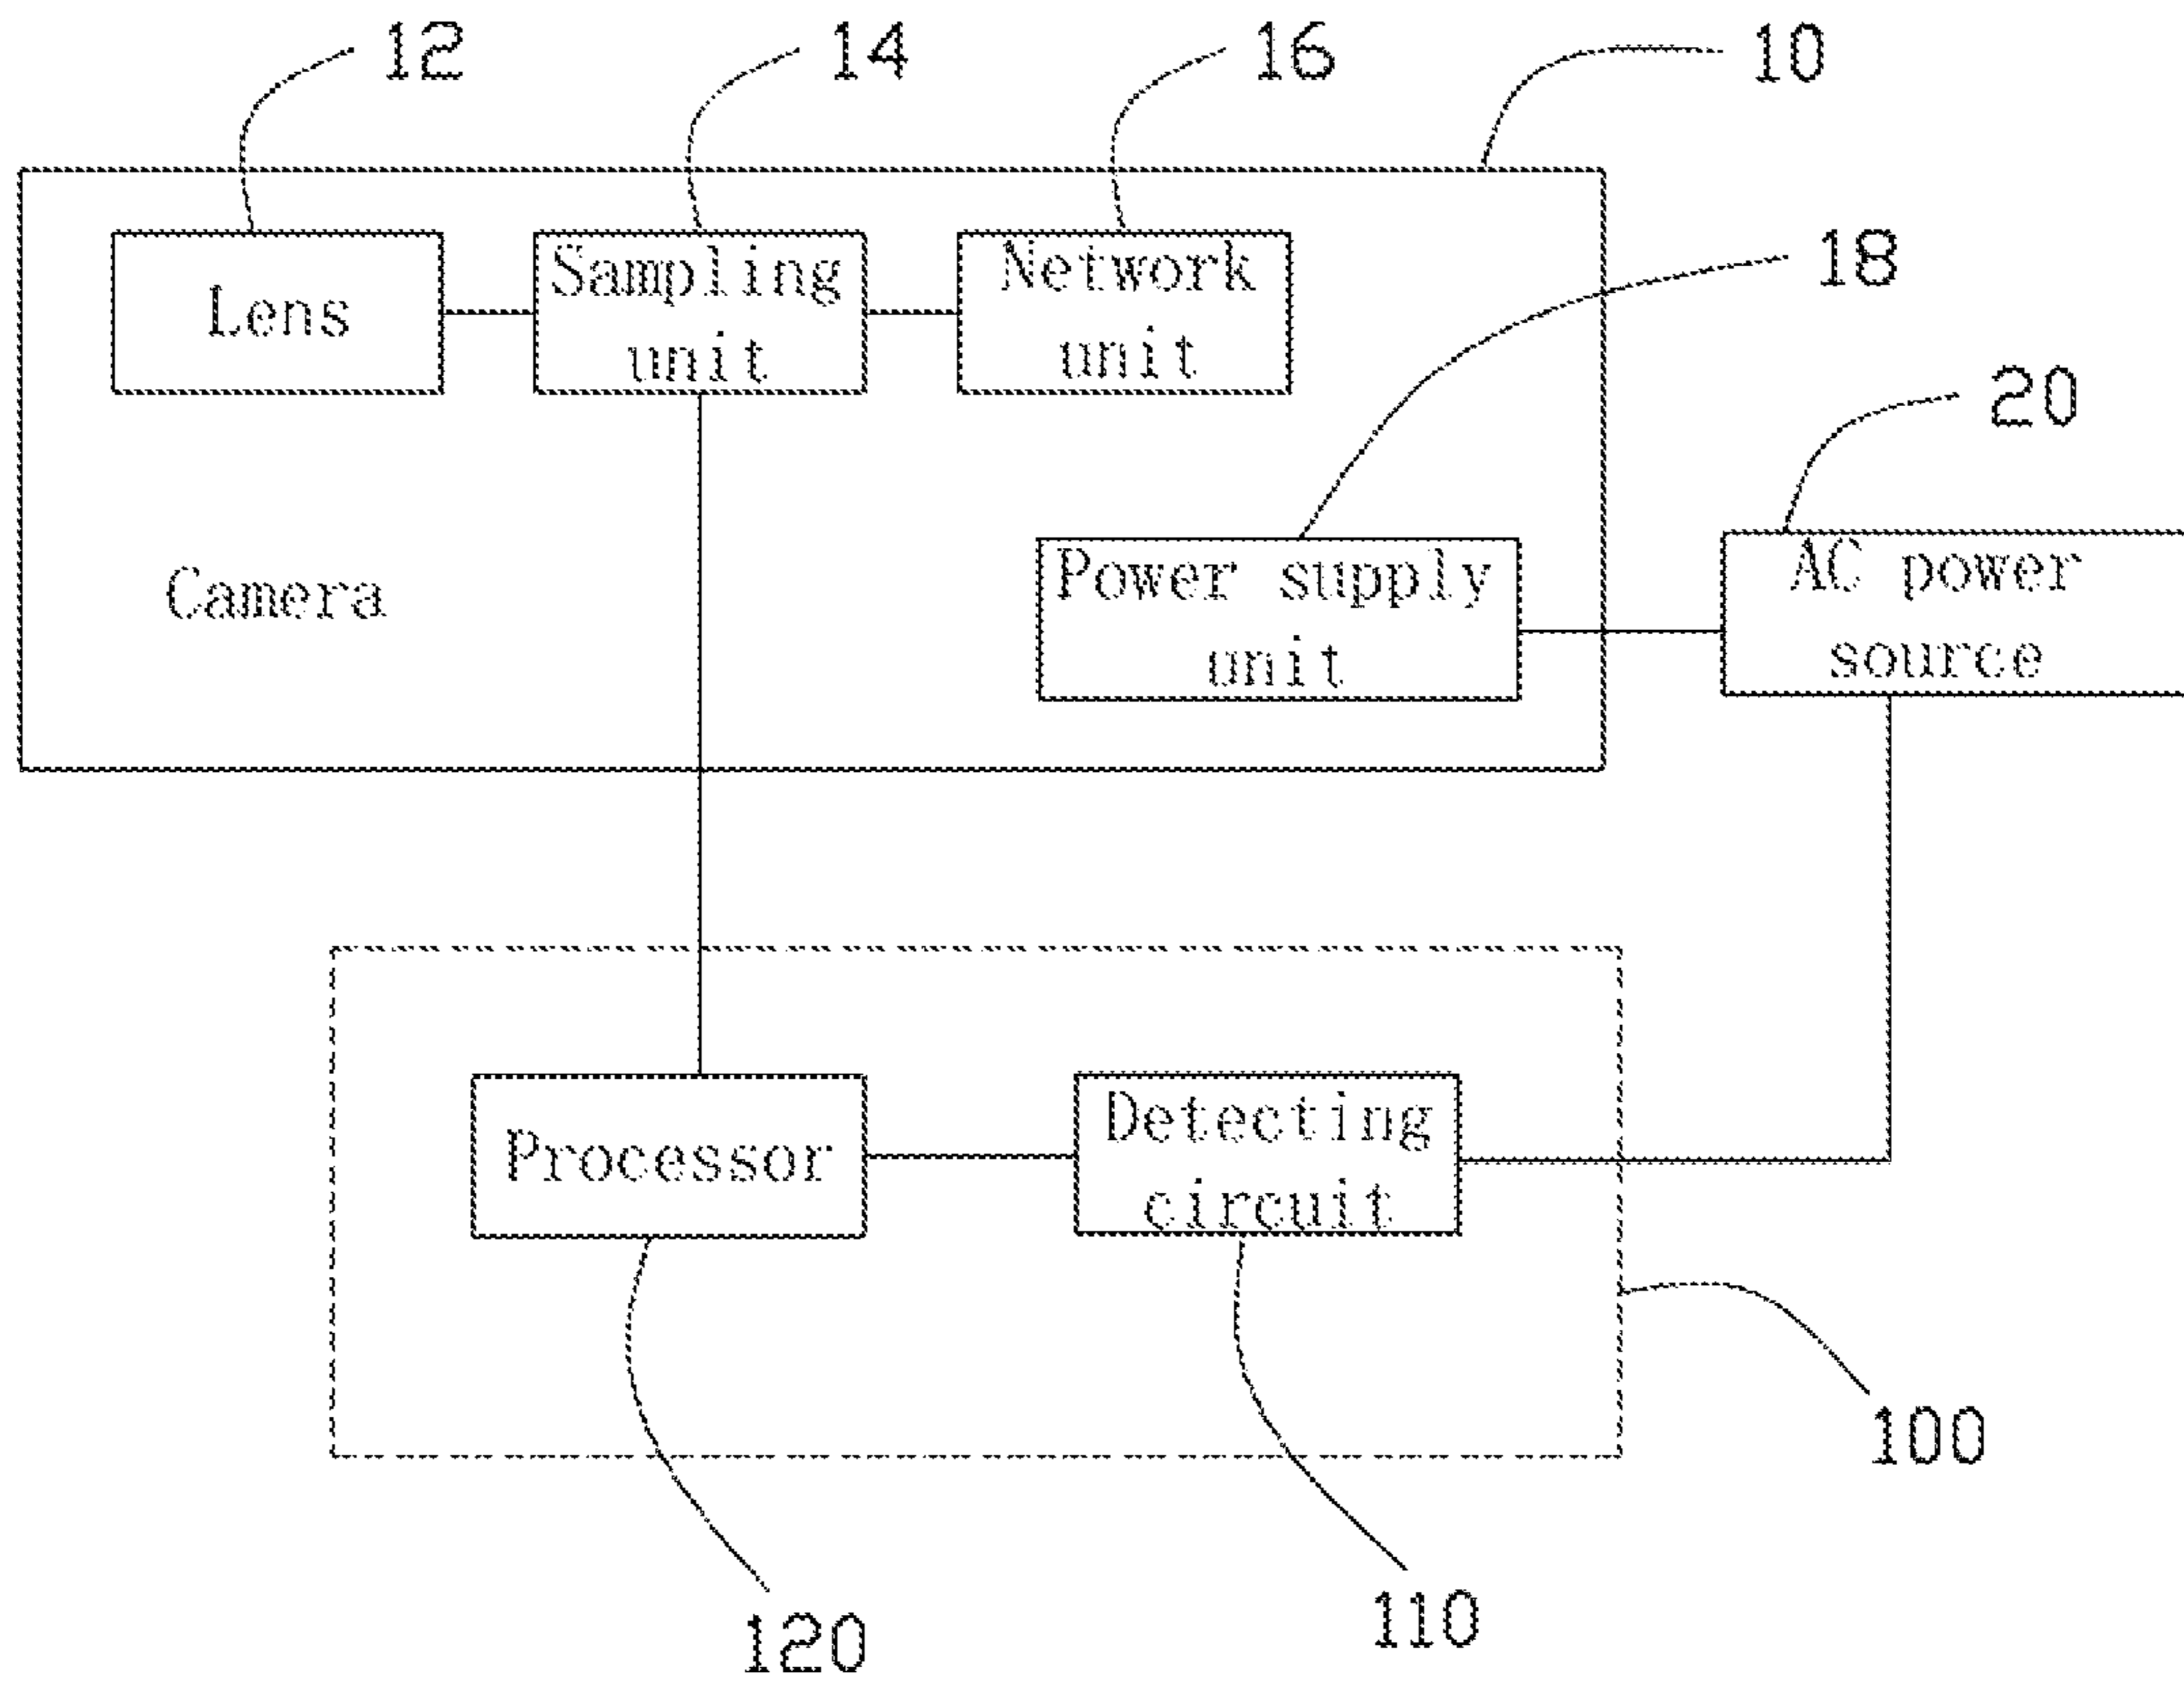 12
14
16
10
Lens
Sampling
unit
Network
unit
18
20
Camera
Power supply
unit
AC power
source
Processor
Detecting
circuit
100
120
110